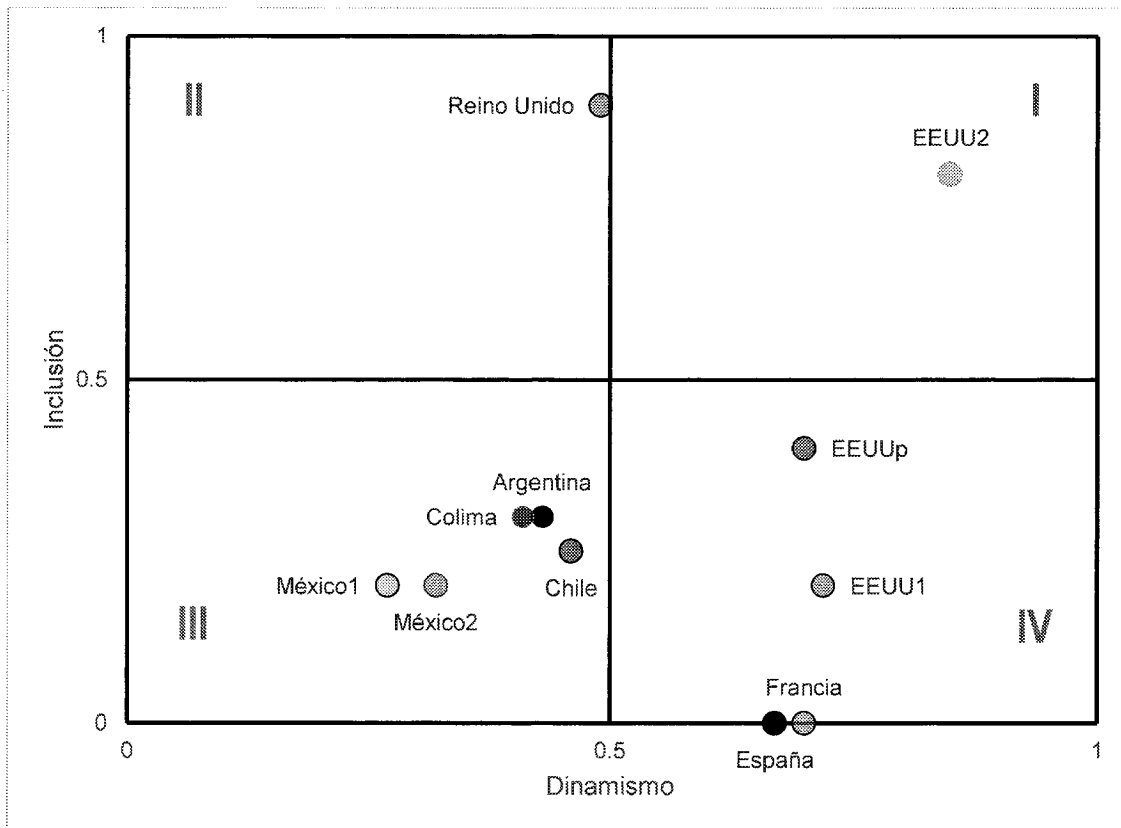 1
II
Reino Unido
I
EEUU2
Inclusión
0.5
EEUUp
Argentina
Colima
Chile
México1
México2
EEUU1
III
IV
Francia
0
0
0.5
1
España
Dinamismo